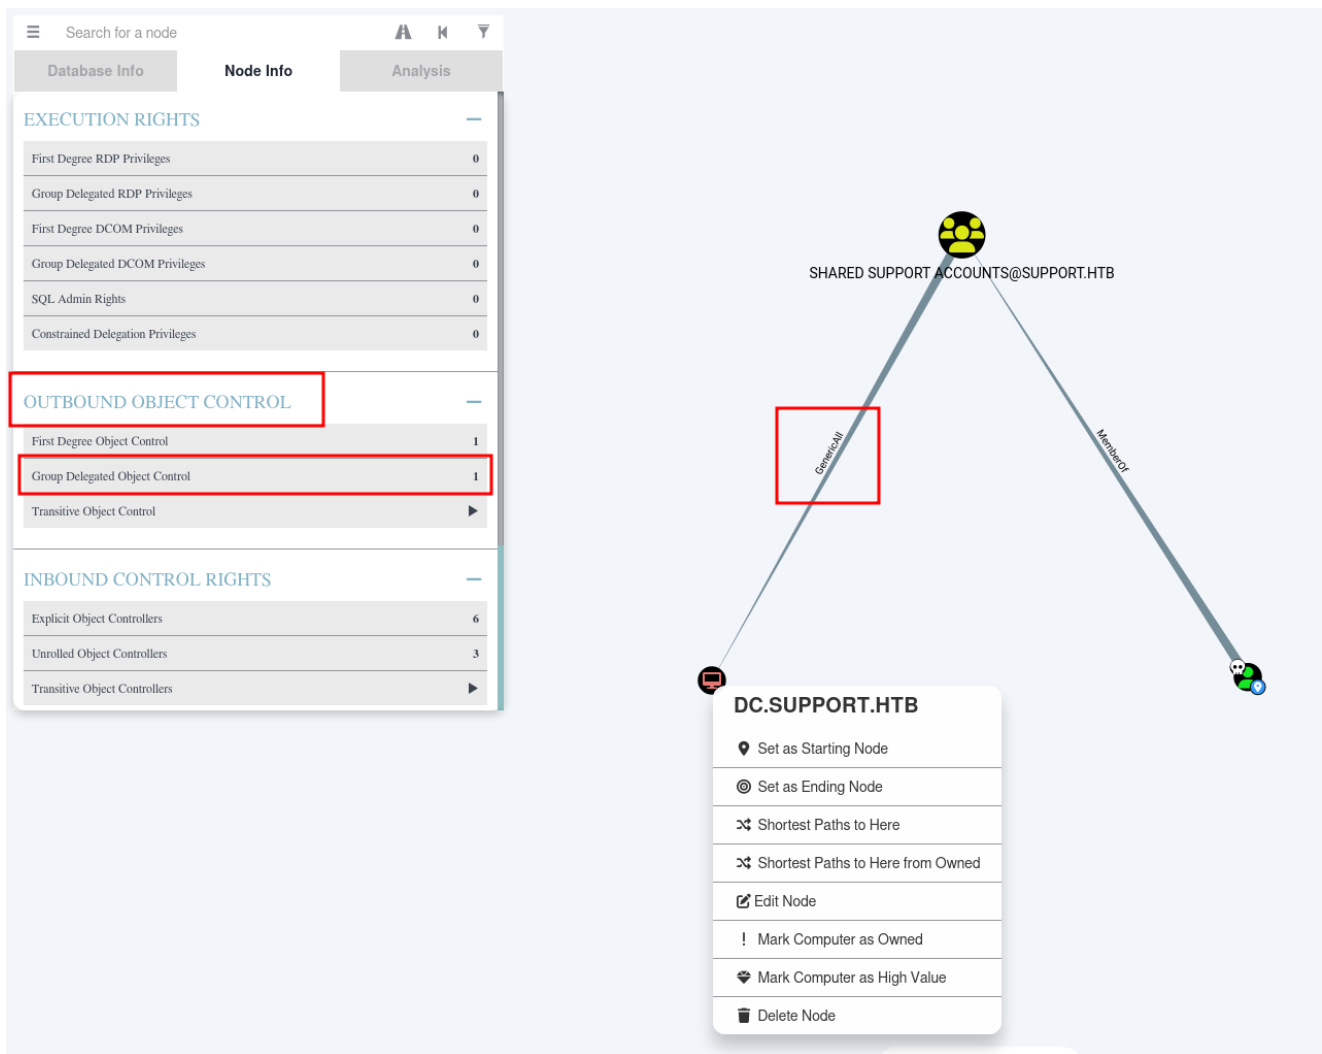 Search for a node
Database Info
Node Info
Analysis
EXECUTION RIGHTS
First Degree RDP Privileges 0
Group Delegated RDP Privileges 0
First Degree DCOM Privileges 0
Group Delegated DCOM Privileges 0
SQL Admin Rights 0
Constrained Delegation Privileges 0
OUTBOUND OBJECT CONTROL
First Degree Object Control 1
Group Delegated Object Control 1
Transitive Object Control
INBOUND CONTROL RIGHTS
Explicit Object Controllers 6
Unrolled Object Controllers 3
Transitive Object Controllers
SHARED SUPPORT ACCOUNTS@SUPPORT.HTB
GenericAll
MemberOf
DC.SUPPORT.HTB
Set as Starting Node
Set as Ending Node
Shortest Paths to Here
Shortest Paths to Here from Owned
Edit Node
Mark Computer as Owned
Mark Computer as High Value
Delete Node